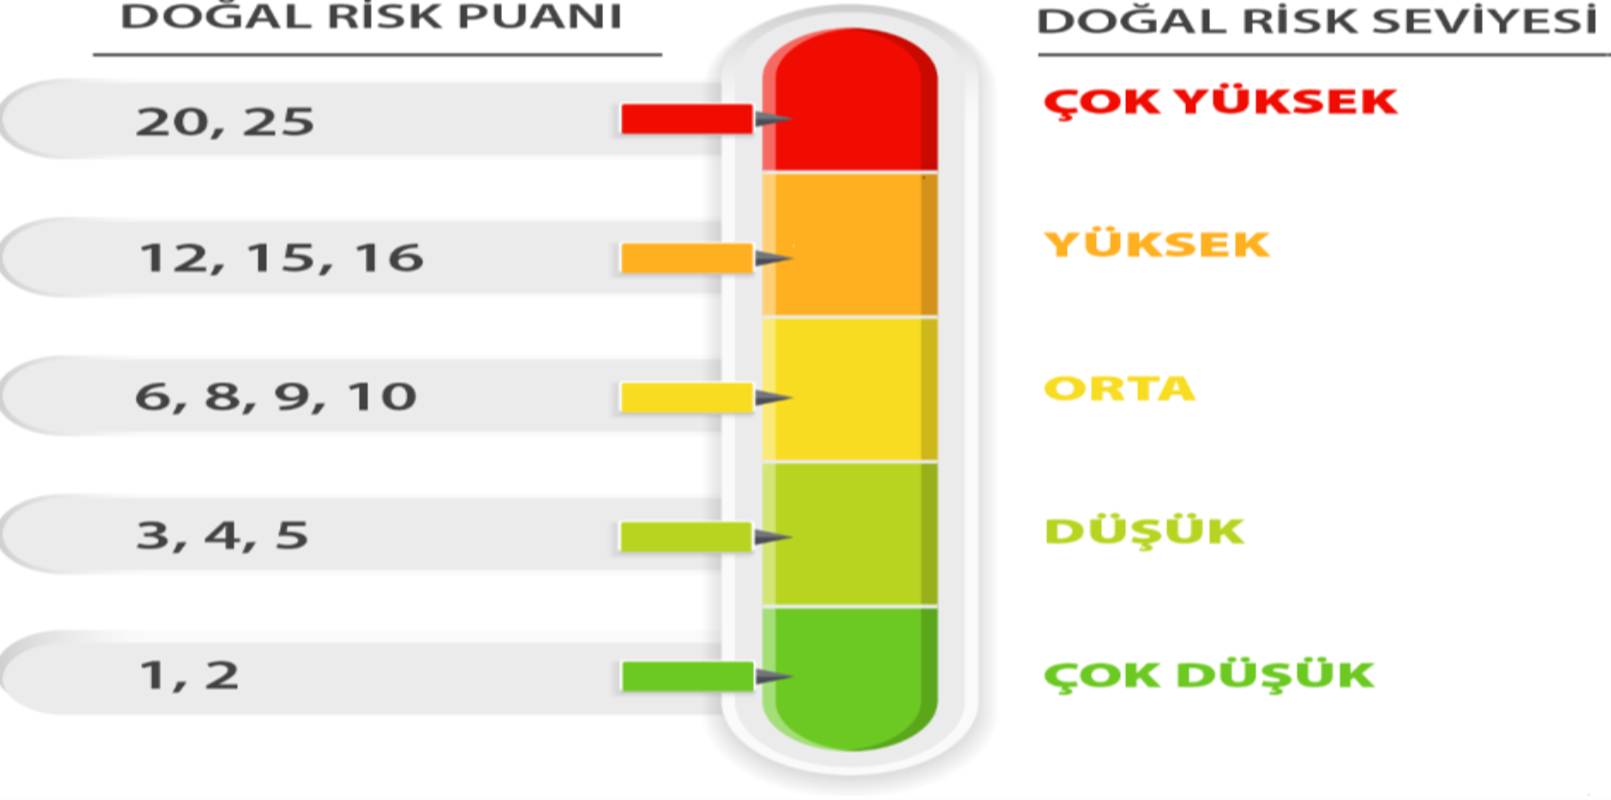 DOĞAL RİSK PUANI
DOĞAL RİSK SEVİYESİ
20, 25
ÇOK YÜKSEK
12, 15, 16
YÜKSEK
6, 8, 9, 10
ORTA
3, 4, 5
DÜŞÜK
1, 2
ÇOK DÜŞÜK